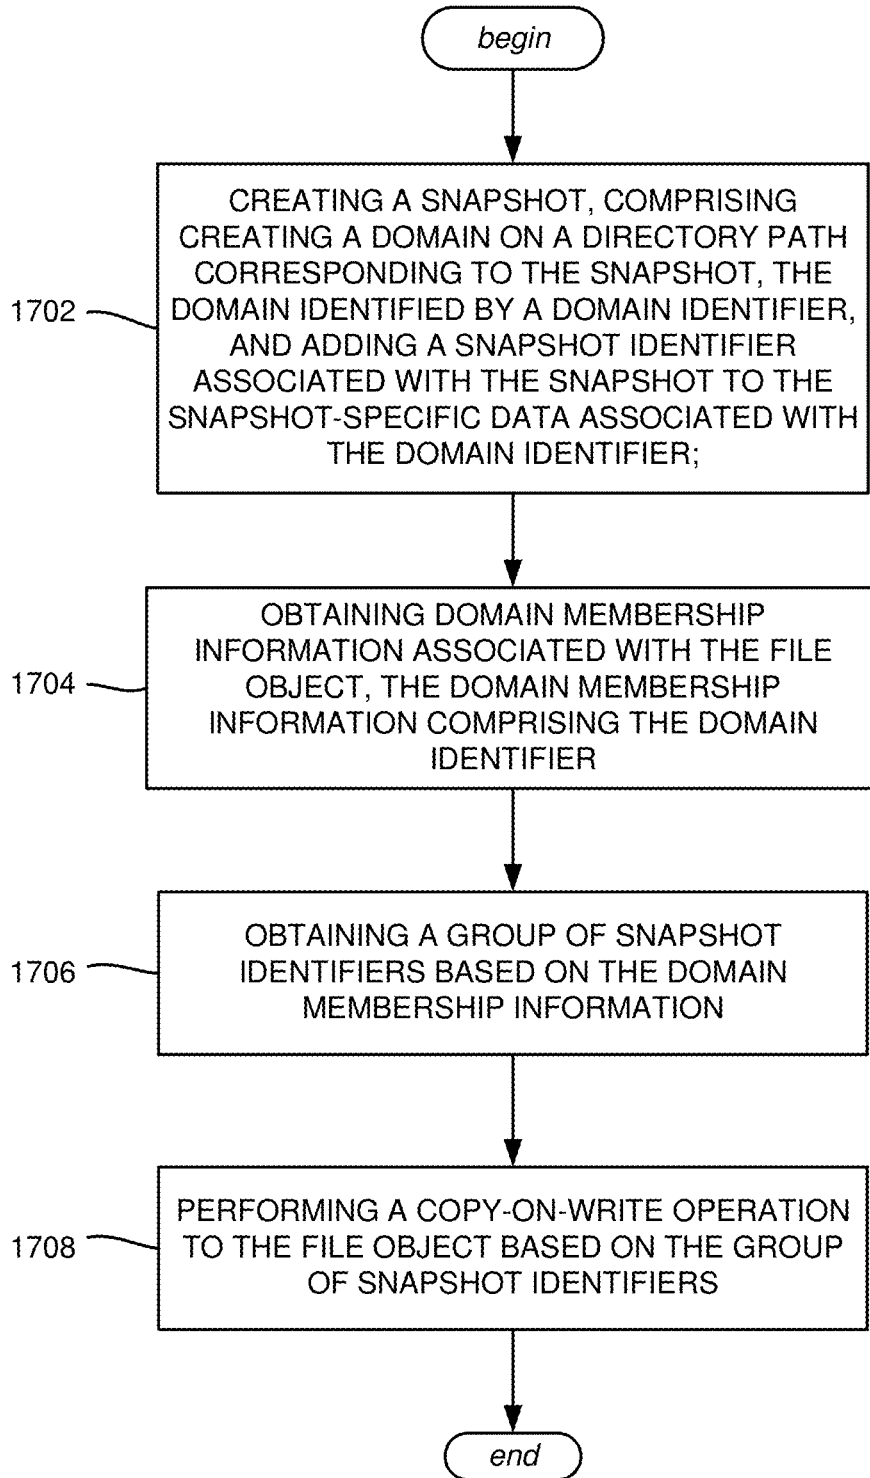 begin
CREATING A SNAPSHOT, COMPRISING
CREATING A DOMAIN ON A DIRECTORY PATH
CORRESPONDING TO THE SNAPSHOT, THE
1702
DOMAIN IDENTIFIED BY A DOMAIN IDENTIFIER,
AND ADDING A SNAPSHOT IDENTIFIER
ASSOCIATED WITH THE SNAPSHOT TO THE
SNAPSHOT-SPECIFIC DATA ASSOCIATED WITH
THE DOMAIN IDENTIFIER;
OBTAINING DOMAIN MEMBERSHIP
INFORMATION ASSOCIATED WITH THE FILE
1704
OBJECT, THE DOMAIN MEMBERSHIP
INFORMATION COMPRISING THE DOMAIN
IDENTIFIER
OBTAINING A GROUP OF SNAPSHOT
1706
IDENTIFIERS BASED ON THE DOMAIN
MEMBERSHIP INFORMATION
PERFORMING A COPY-ON-WRITE OPERATION
1708
TO THE FILE OBJECT BASED ON THE GROUP
OF SNAPSHOT IDENTIFIERS
end